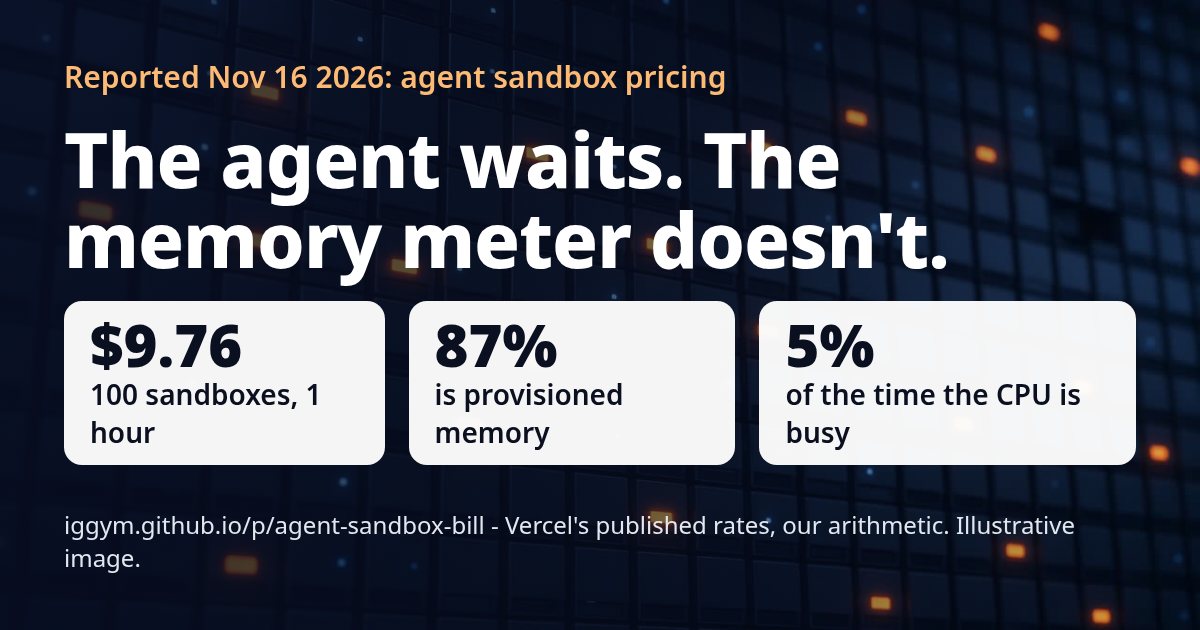 Reported Nov 16 2026: agent sandbox pricing
The agent waits. The
memory meter doesn't.
$9.76
100 sandboxes, 1
hour
87%
is provisioned
memory
5%
of the time the CPU is
busy
iggym.github.io/p/agent-sandbox-bill - Vercel's published rates, our arithmetic. Illustrative
image.